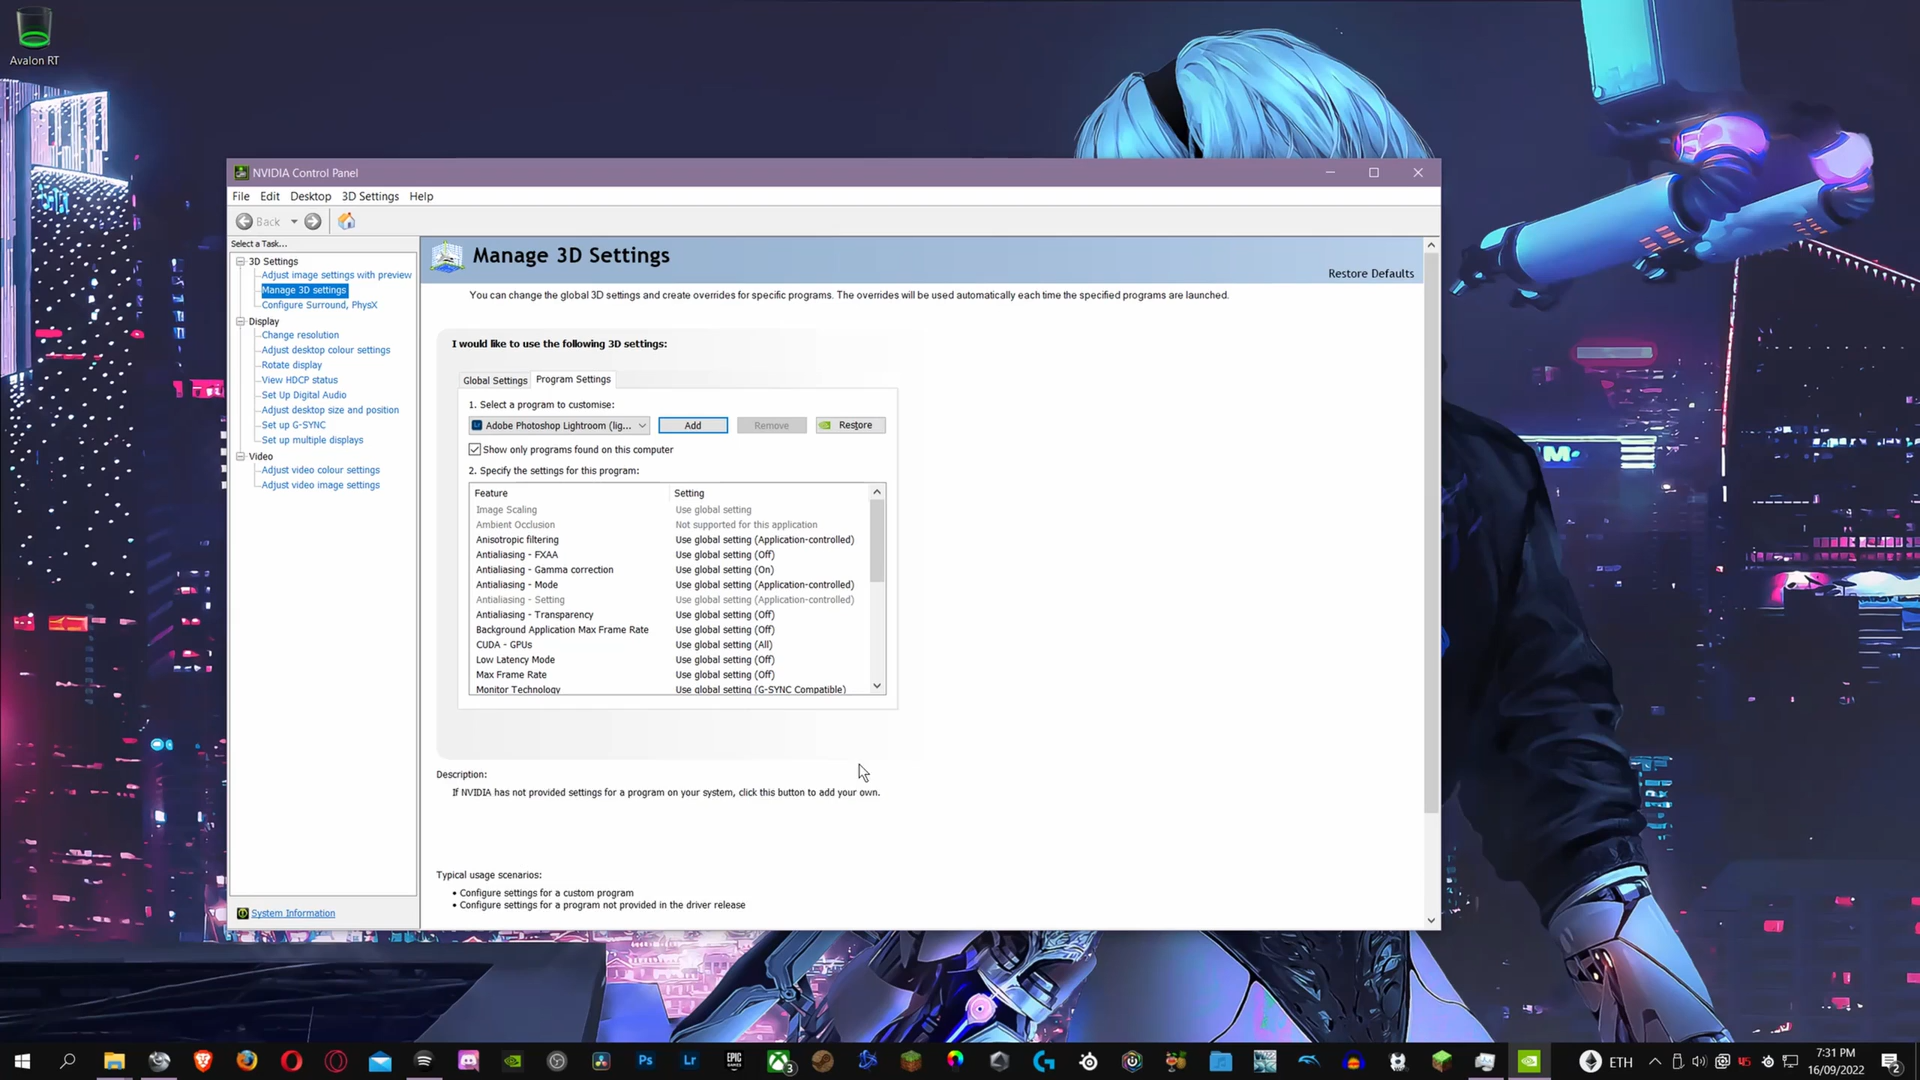 Avalon RT
NVIDIA Control Panel
File Edit Desktop 3D Settings Help
Back
Select a Task...
3D Settings
Adjust image settings with preview
Manage 3D settings
Configure Surround, PhysX
Display
Change resolution
Adjust desktop colour settings
Rotate display
View HDCP status
Set Up Digital Audio
Adjust desktop size and position
Set up G-SYNC
Set up multiple displays
Video
Adjust video colour settings
Adjust video image settings
System Information
Manage 3D Settings
Restore Defaults
You can change the global 3D settings and create overrides for specific programs. The overrides will be used automatically each time the specified programs are launched.
I would like to use the following 3D settings:
Global Settings Program Settings
1. Select a program to customise:
Adobe Photoshop Lightroom (lig... Add Remove Restore
Show only programs found on this computer
2. Specify the settings for this program:
Feature Setting
Image Scaling Use global setting
Ambient Occlusion Not supported for this application
Anisotropic filtering Use global setting (Application-controlled)
Antialiasing - FXAA Use global setting (Off)
Antialiasing - Gamma correction Use global setting (On)
Antialiasing - Mode Use global setting (Application-controlled)
Antialiasing - Setting Use global setting (Application-controlled)
Antialiasing - Transparency Use global setting (Off)
Background Application Max Frame Rate Use global setting (Off)
CUDA - GPUs Use global setting (All)
Low Latency Mode Use global setting (Off)
Max Frame Rate Use global setting (Off)
Monitor Technology Use global setting (G-SYNC Compatible)
Description:
If NVIDIA has not provided settings for a program on your system, click this button to add your own.
Typical usage scenarios:
• Configure settings for a custom program
• Configure settings for a program not provided in the driver release
Ps Lr EPIC GAMES 3 ETH 7:31 PM
16/09/2022 2